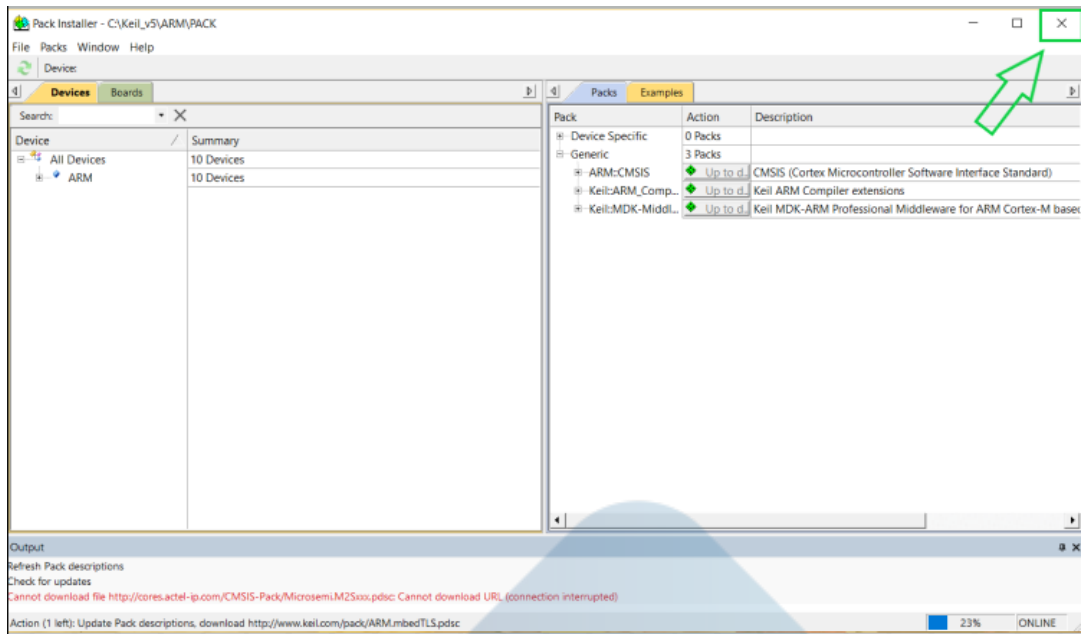 Pack Installer - C:\Keil_v5\ARM\PACK
File Packs Window Help
Device:
Devices Boards
Packs Examples
Search:
Device Summary
All Devices 10 Devices
ARM 10 Devices
Pack Action Description
Device Specific 0 Packs
Generic 3 Packs
ARM::CMSIS Up to d... CMSIS (Cortex Microcontroller Software Interface Standard)
Keil::ARM_Comp... Up to d... Keil ARM Compiler extensions
Keil::MDK-Middl... Up to d... Keil MDK-ARM Professional Middleware for ARM Cortex-M based
Output
Refresh Pack descriptions
Check for updates
Cannot download file http://cores.actel-ip.com/CMSIS-Pack/Microsemi.M2Sxxx.pdsc: Cannot download URL (connection interrupted)
Action (1 left): Update Pack descriptions, download http://www.keil.com/pack/ARM.mbedTLS.pdsc 23% ONLINE